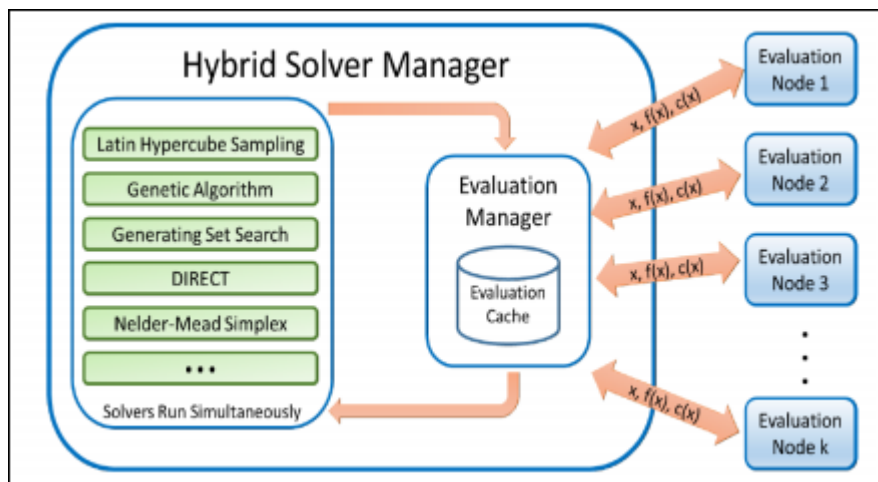 Hybrid Solver Manager
Latin Hypercube Sampling
Genetic Algorithm
Generating Set Search
DIRECT
Nelder-Mead Simplex
...
Solvers Run Simultaneously
Evaluation
Manager
Evaluation
Cache
x, f(x), c(x)
x, f(x), c(x)
x, f(x), c(x)
x, f(x), c(x)
Evaluation
Node 1
Evaluation
Node 2
Evaluation
Node 3
Evaluation
Node k